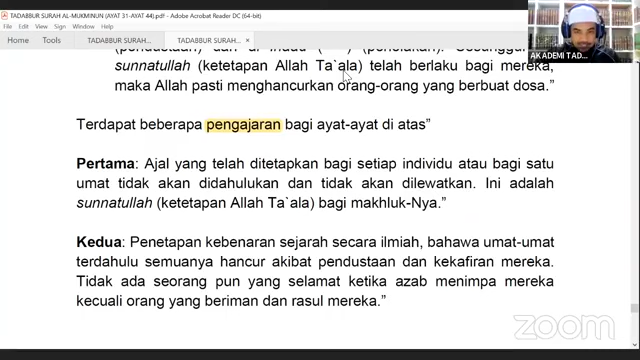 TADABBUR SURAH AL-MUKMINUN (AYAT 31-AYAT 44).pdf - Adobe Acrobat Reader DC (64-bit)
File Edit View Sign Window Help
Home Tools TADABBUR SURAH... TADABBUR SURAH... ×
sunnatullah (ketetapan Allah Ta`ala) telah berlaku bagi mereka,
maka Allah pasti menghancurkan orang-orang yang berbuat dosa.”
Terdapat beberapa pengajaran bagi ayat-ayat di atas”
Pertama: Ajal yang telah ditetapkan bagi setiap individu atau bagi satu
umat tidak akan didahulukan dan tidak akan dilewatkan. Ini adalah
sunnatullah (ketetapan Allah Ta`ala) bagi makhluk-Nya.”
Kedua: Penetapan kebenaran sejarah secara ilmiah, bahawa umat-umat
terdahulu semuanya hancur akibat pendustaan dan kekafiran mereka.
Tidak ada seorang pun yang selamat ketika azab menimpa mereka
kecuali orang yang beriman dan rasul mereka.”
AKADEMI TAD...
zoom